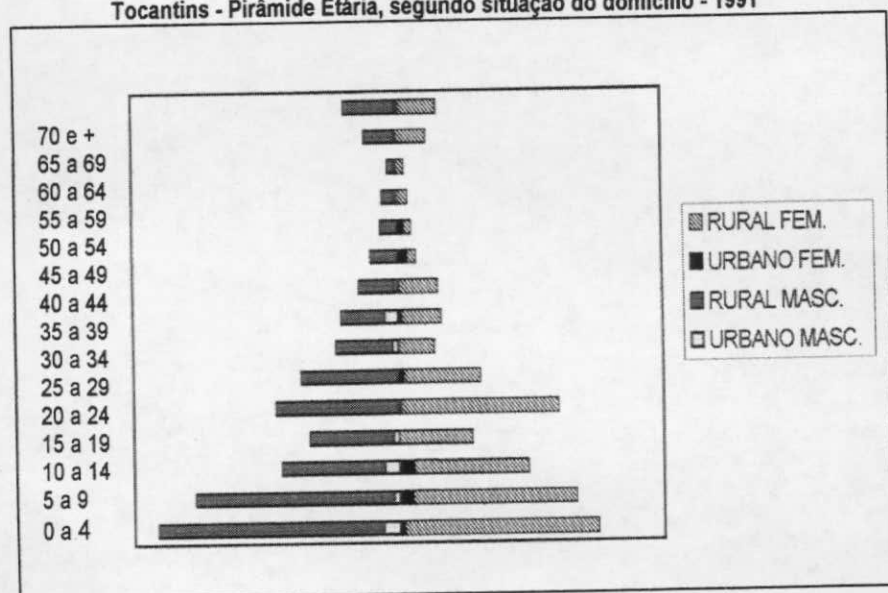 Tocantins - Pirâmide Etária, segundo situação do domicílio - 1991
70 e +
65 a 69
60 a 64
55 a 59
50 a 54
45 a 49
40 a 44
35 a 39
30 a 34
25 a 29
20 a 24
15 a 19
10 a 14
5 a 9
0 a 4
RURAL FEM.
URBANO FEM.
RURAL MASC.
URBANO MASC.